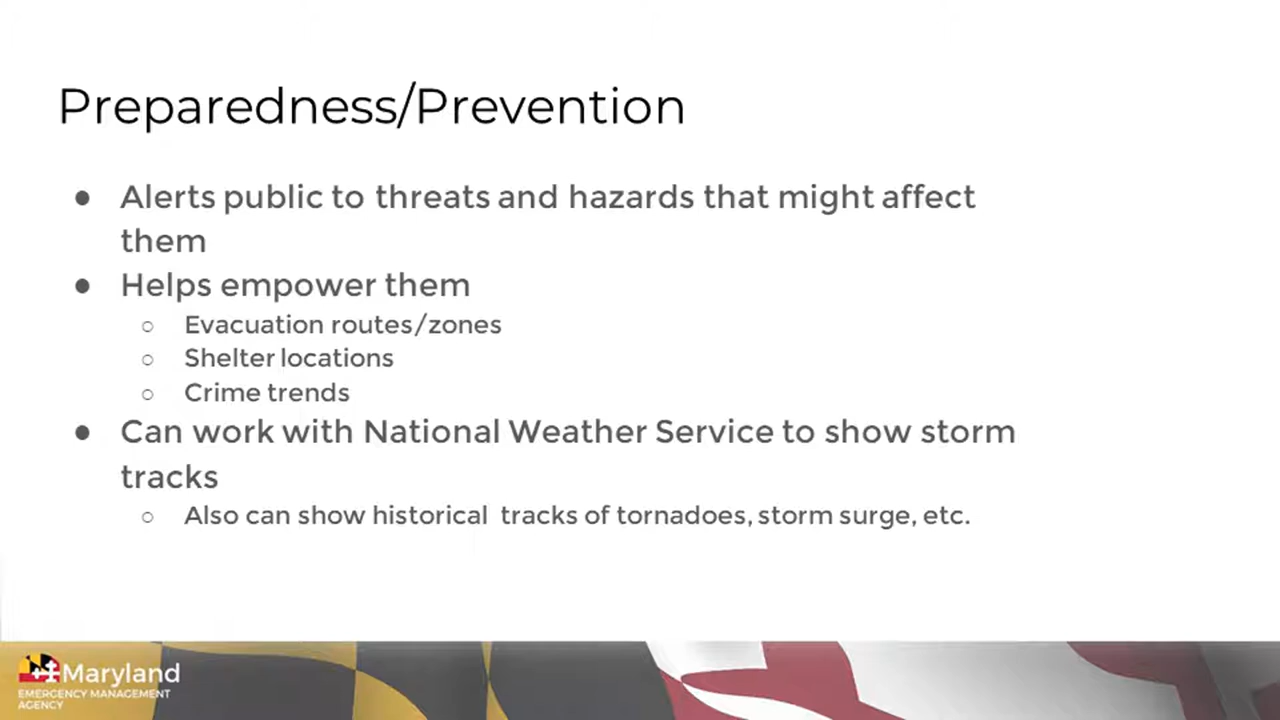 Preparedness/Prevention
● Alerts public to threats and hazards that might affect
them
● Helps empower them
○ Evacuation routes/zones
○ Shelter locations
○ Crime trends
● Can work with National Weather Service to show storm
tracks
○ Also can show historical tracks of tornadoes, storm surge, etc.
Maryland
EMERGENCY MANAGEMENT
AGENCY